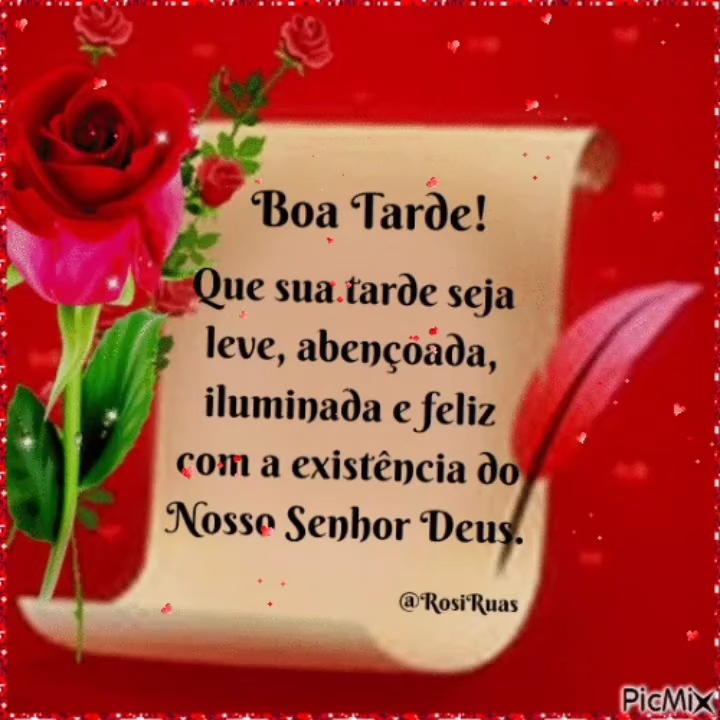 Boa Tarde!
Que sua tarde seja
leve, abençoada,
iluminada e feliz
com a existência do
Nosso Senhor Deus.
@RosiRuas
PicMix